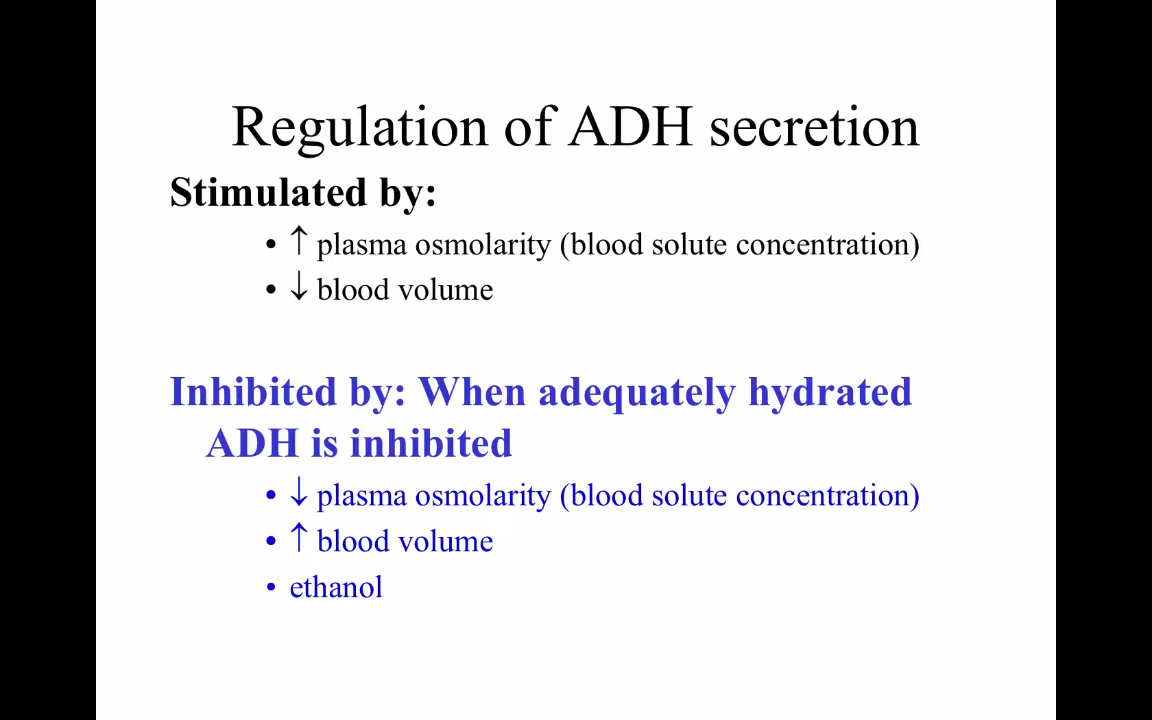 Regulation of ADH secretion
Stimulated by:
• ↑ plasma osmolarity (blood solute concentration)
• ↓ blood volume
Inhibited by: When adequately hydrated
ADH is inhibited
• ↓ plasma osmolarity (blood solute concentration)
• ↑ blood volume
• ethanol